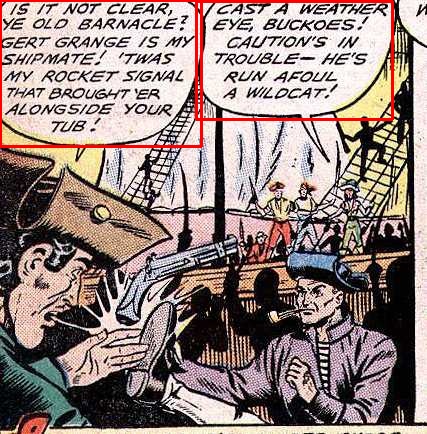 IS IT NOT CLEAR,
YE OLD BARNACLE?
GERT GRANGE IS MY
SHIPMATE! 'TWAS
MY ROCKET SIGNAL
THAT BROUGHT 'ER
ALONGSIDE YOUR
TUB!
CAST A WEATHER
EYE, BUCKOES!
CAUTION'S IN
TROUBLE— HE'S
RUN AFOUL
A WILDCAT!